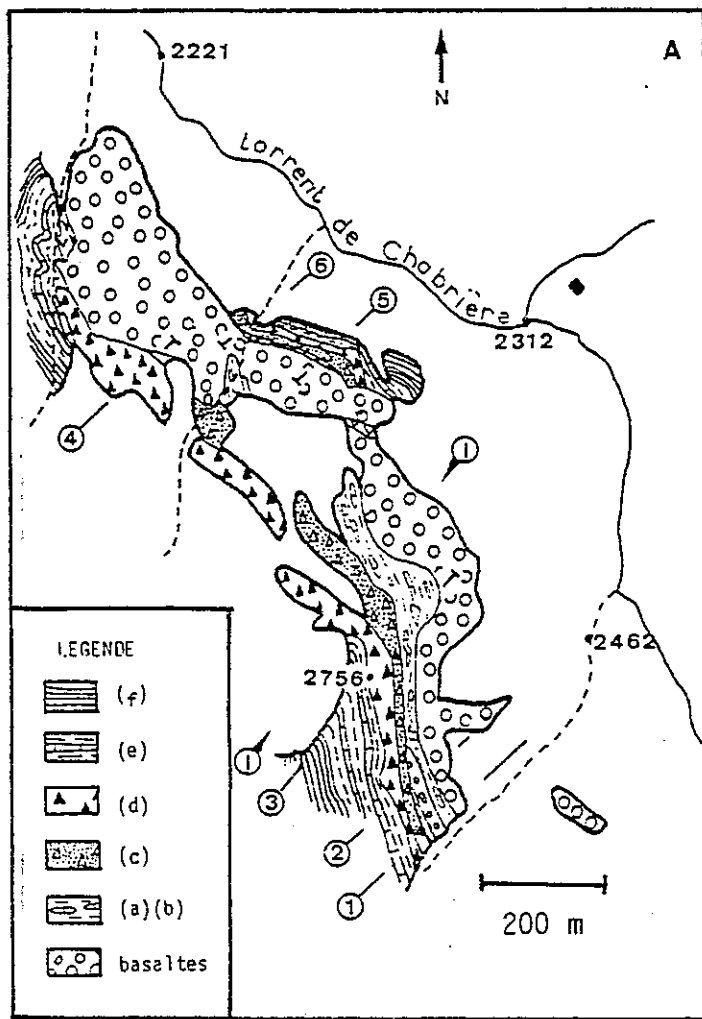 A
2221
N
torrent de Chabrière
2312
6
5
4
1
2462
2756
1
3
2
1
200 m
LEGENDE
(f)
(e)
(d)
(c)
(a)(b)
basaltes